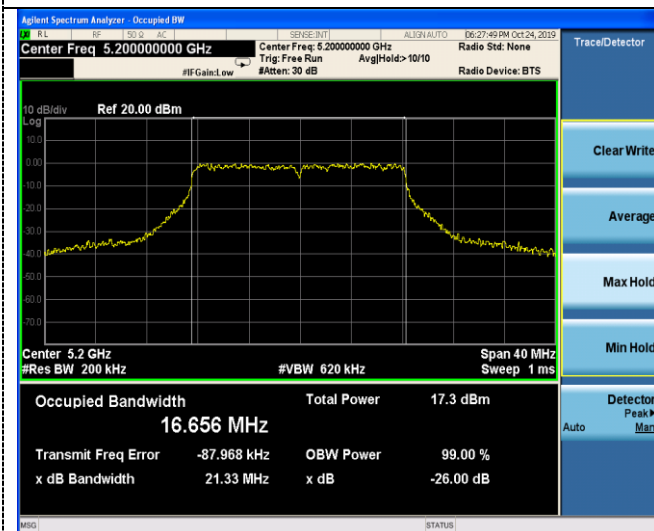 Agilent Spectrum Analyzer - Occupied BW
LXI RL RF 50 Ω AC SENSE:INT ALIGN AUTO 06:27:49 PM Oct 24, 2019
Center Freq 5.200000000 GHz Center Freq: 5.200000000 GHz Radio Std: None Trace/Detector
Trig: Free Run Avg|Hold:>10/10
#IFGain:Low #Atten: 30 dB Radio Device: BTS
10 dB/div Ref 20.00 dBm
Log
10.0
0.00
-10.0
-20.0
-30.0
-40.0
-50.0
-60.0
-70.0
Clear Write
Average
Max Hold
Min Hold
Center 5.2 GHz Span 40 MHz
#Res BW 200 kHz #VBW 620 kHz Sweep 1 ms
Occupied Bandwidth Total Power 17.3 dBm
16.656 MHz
Transmit Freq Error -87.968 kHz OBW Power 99.00 %
x dB Bandwidth 21.33 MHz x dB -26.00 dB
Detector
Peak▶
Auto Man
MSG STATUS